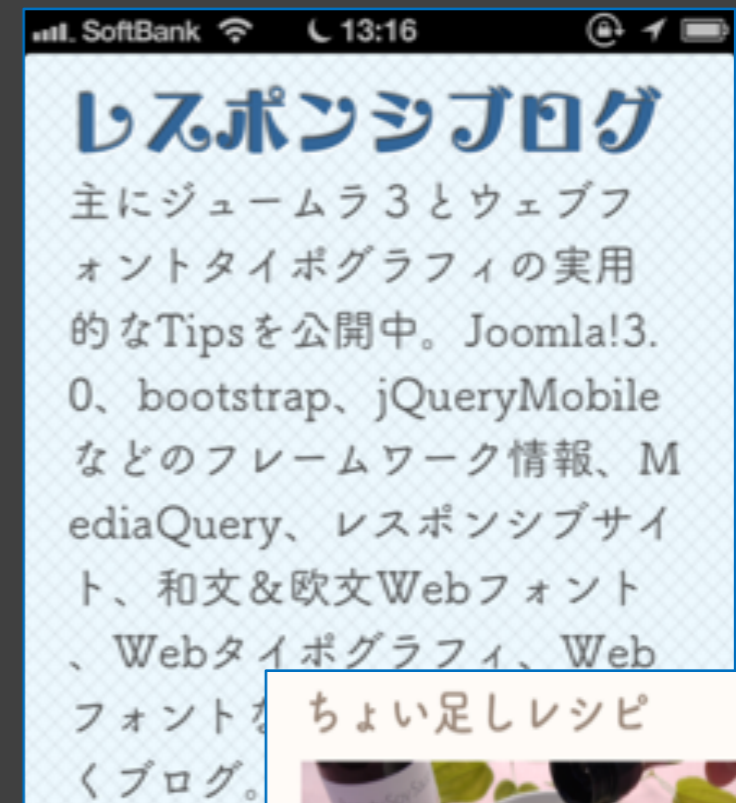 SoftBank 13:16
レスポンシブログ
主にジュームラ３とウェブフ
ォントタイポグラフィの実用
的なTipsを公開中。Joomla!3.
0、bootstrap、jQueryMobile
などのフレームワーク情報、M
ediaQuery、レスポンシブサイ
ト、和文＆欧文Webフォント
、Webタイポグラフィ、Web
フォント
くブログ。
ちょい足しレシピ